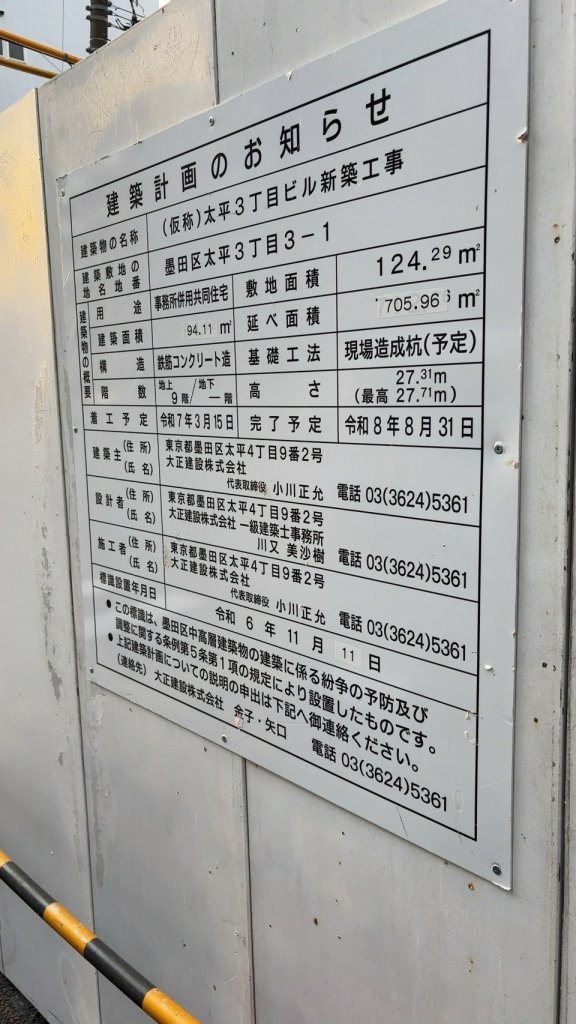 建築計画のお知らせ
建築物の名称 (仮称)太平3丁目ビル新築工事
建築敷地の地名地番 墨田区太平3丁目3-1
建築物の概要
用途 事務所併用共同住宅 敷地面積 124.29㎡
建築面積 94.11㎡ 延べ面積 705.96㎡
構造 鉄筋コンクリート造 基礎工法 現場造成杭(予定)
階数 地上9階/地下一階 高さ 27.31m
(最高 27.71m)
着工予定 令和7年3月15日 完了予定 令和8年8月31日
建築主(住所)(氏名) 東京都墨田区太平4丁目9番2号
大正建設株式会社
代表取締役 小川正允 電話 03(3624)5361
設計者(住所)(氏名) 東京都墨田区太平4丁目9番2号
大正建設株式会社 一級建築士事務所
川又 美沙樹 電話 03(3624)5361
施工者(住所)(氏名) 東京都墨田区太平4丁目9番2号
大正建設株式会社
代表取締役 小川正允 電話 03(3624)5361
標識設置年月日 令和6年11月11日
●この標識は、墨田区中高層建築物の建築に係る紛争の予防及び
調整に関する条例第5条第1項の規定により設置したものです。
●上記建築計画についての説明の申出は下記へ御連絡ください。
(連絡先) 大正建設株式会社 金子・矢口 電話 03(3624)5361